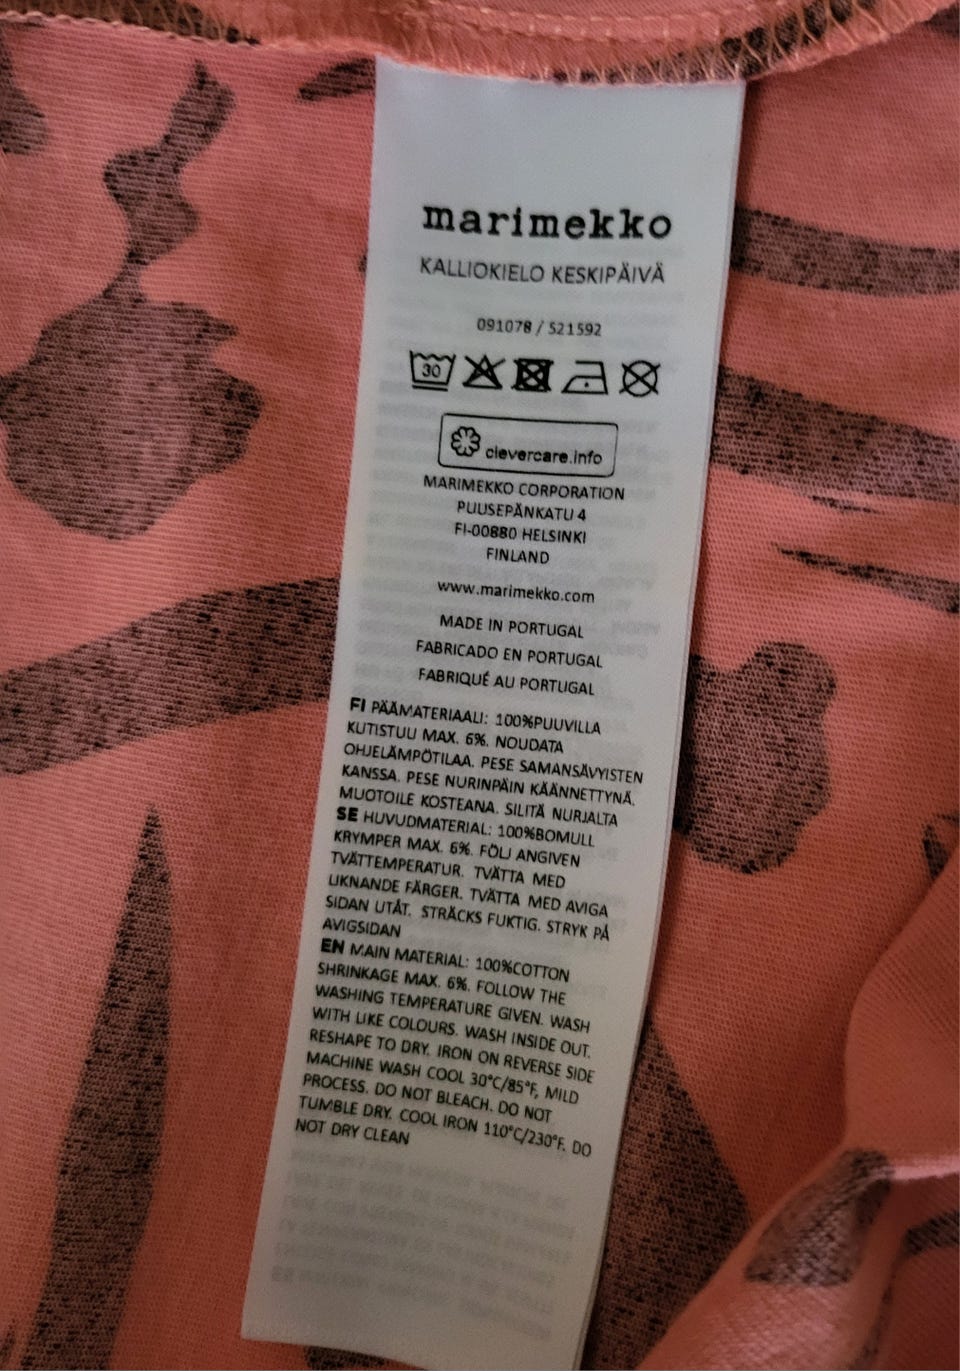 marimekko
KALLIOKIELO KESKIPÄIVÄ
091078 / 521592
30
clevercare.info
MARIMEKKO CORPORATION
PUUSEPÄNKATU 4
FI-00880 HELSINKI
FINLAND
www.marimekko.com
MADE IN PORTUGAL
FABRICADO EN PORTUGAL
FABRIQUÉ AU PORTUGAL
FI PÄÄMATERIAALI: 100%PUUVILLA
KUTISTUU MAX. 6%. NOUDATA
OHJELÄMPÖTILAA. PESE SAMANSÄVYISTEN
KANSSA. PESE NURINPÄIN KÄÄNNETTYNÄ.
MUOTOILE KOSTEANA. SILITÄ NURJALTA
SE HUVUDMATERIAL: 100%BOMULL
KRYMPER MAX. 6%. FÖLJ ANGIVEN
TVÄTTEMPERATUR. TVÄTTA MED
LIKNANDE FÄRGER. TVÄTTA MED AVIGA
SIDAN UTÅT. STRÄCKS FUKTIG. STRYK PÅ
AVIGSIDAN
EN MAIN MATERIAL: 100%COTTON
SHRINKAGE MAX. 6%. FOLLOW THE
WASHING TEMPERATURE GIVEN. WASH
WITH LIKE COLOURS. WASH INSIDE OUT.
RESHAPE TO DRY. IRON ON REVERSE SIDE
MACHINE WASH COOL 30°C/85°F, MILD
PROCESS. DO NOT BLEACH. DO NOT
TUMBLE DRY. COOL IRON 110°C/230°F. DO
NOT DRY CLEAN